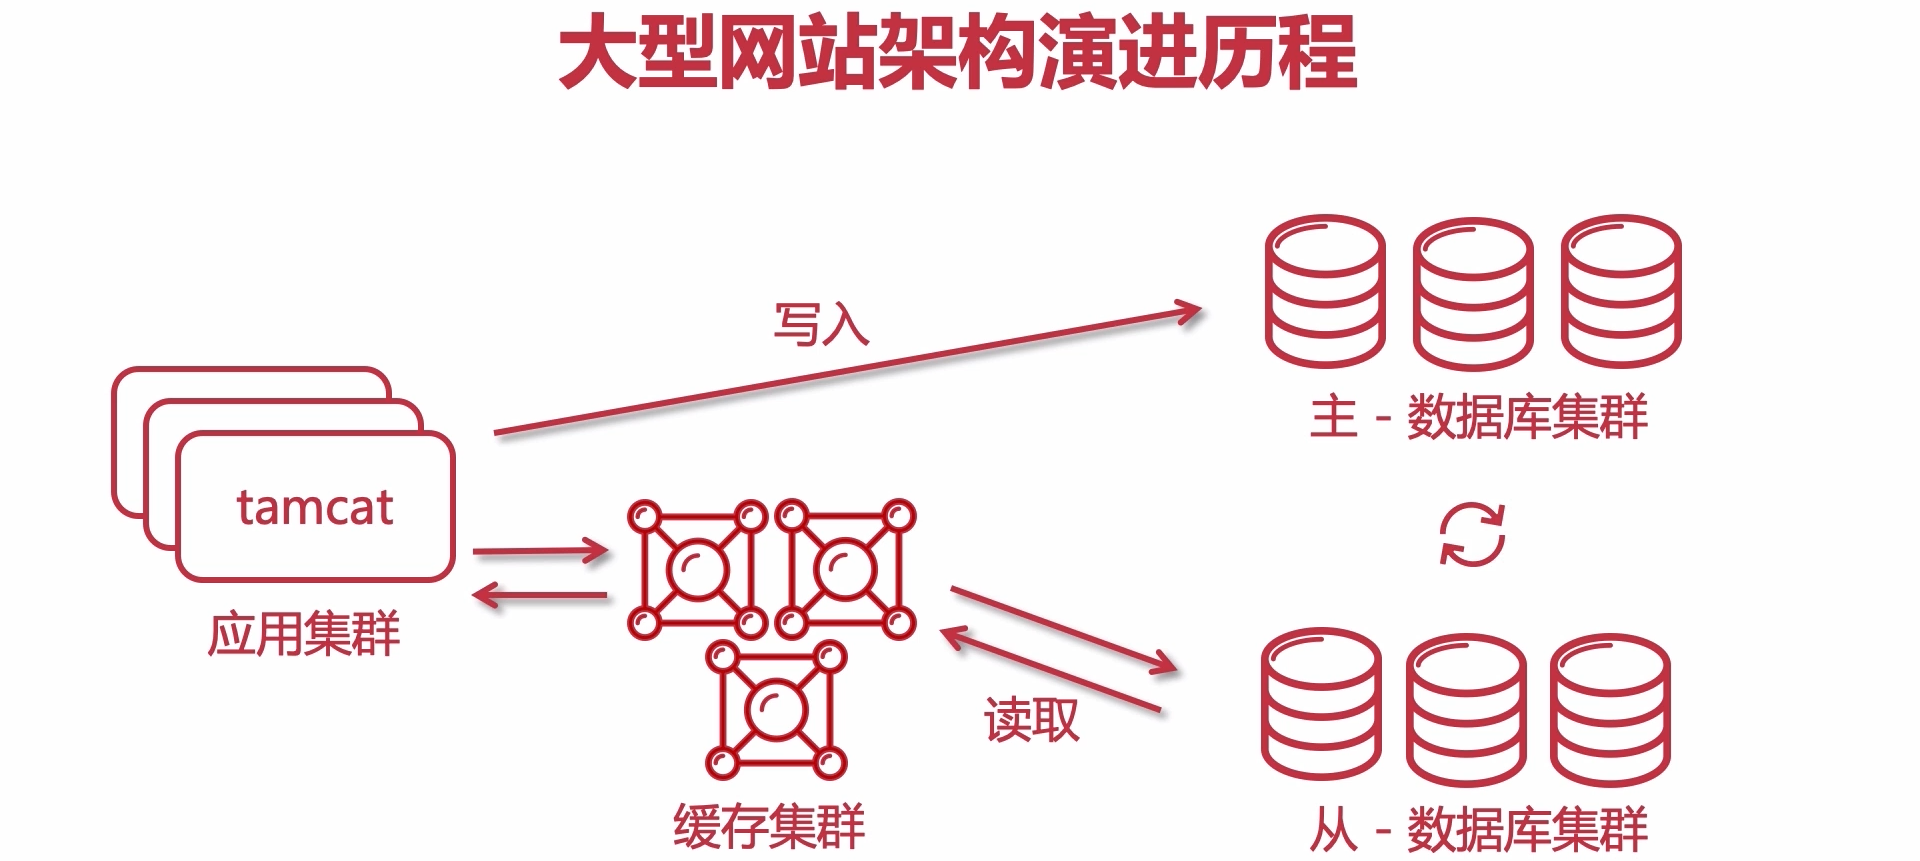 大型网站架构演进历程
写入
主 - 数据库集群
tamcat
应用集群
读取
缓存集群
从 - 数据库集群